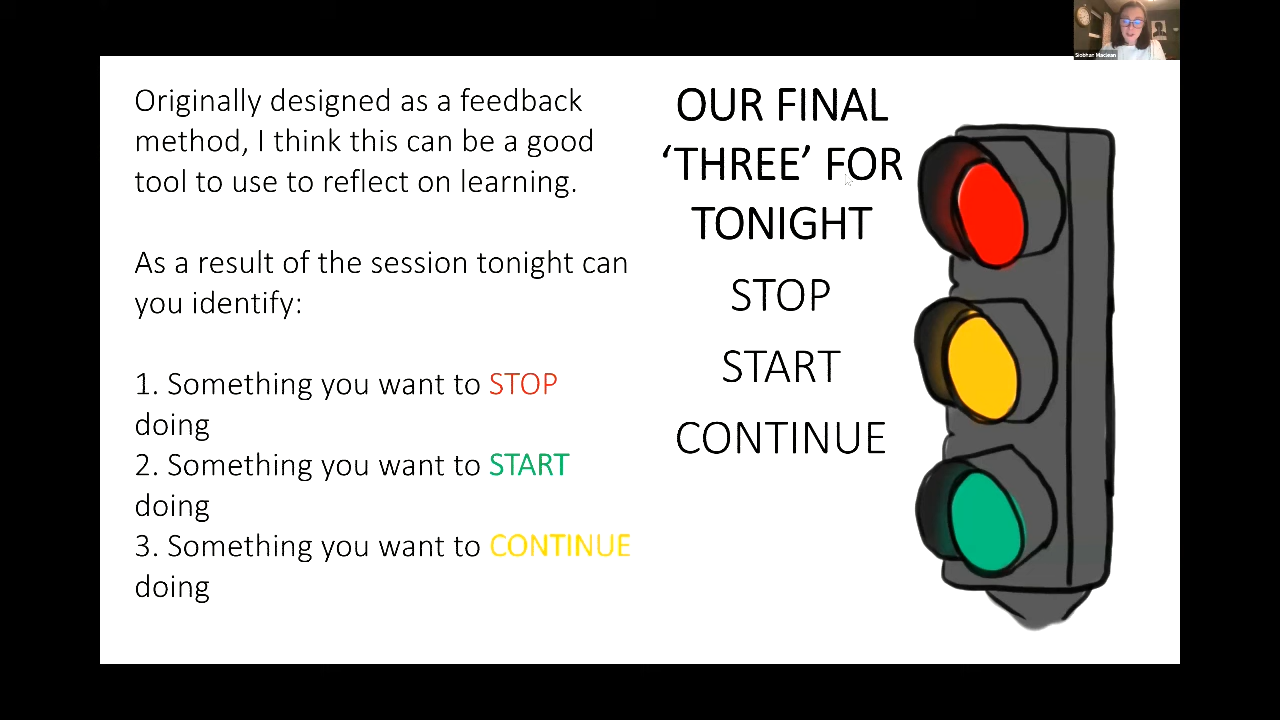 Siobhan Maclean
Originally designed as a feedback
method, I think this can be a good
tool to use to reflect on learning.
As a result of the session tonight can
you identify:
1. Something you want to STOP
doing
2. Something you want to START
doing
3. Something you want to CONTINUE
doing
OUR FINAL
‘THREE’ FOR
TONIGHT
STOP
START
CONTINUE